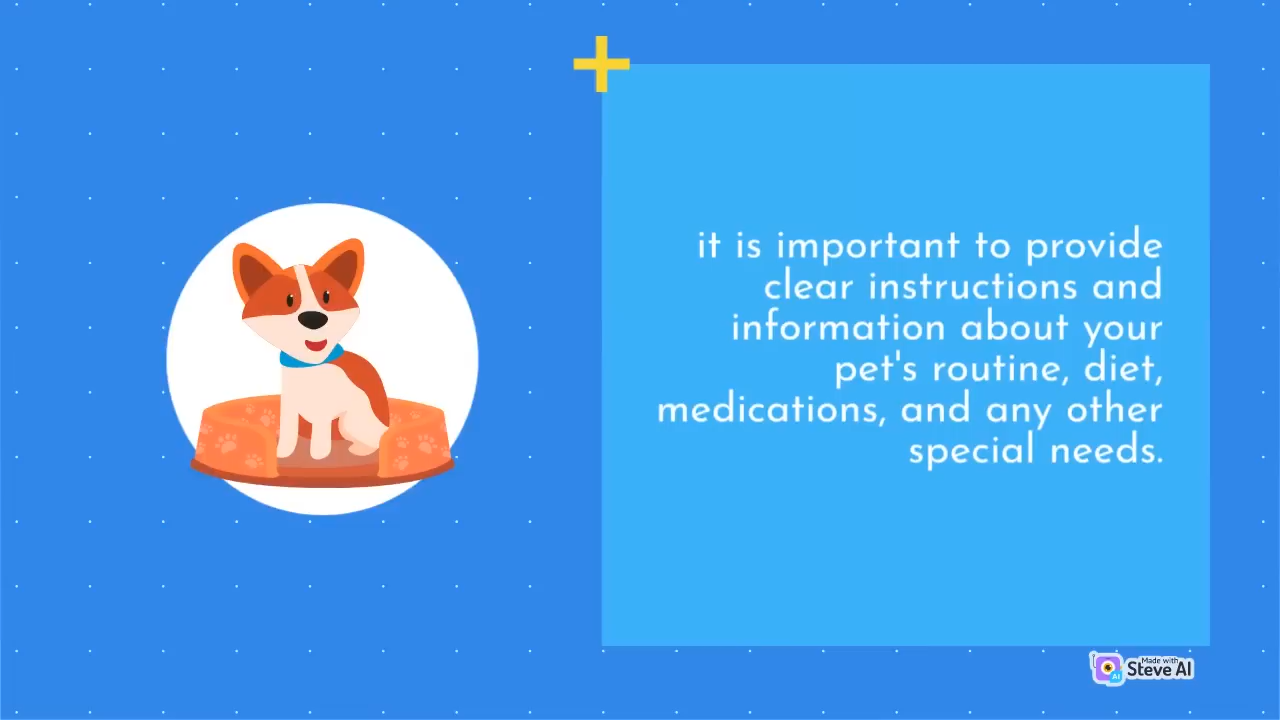 it is important to provide
clear instructions and
information about your
pet's routine, diet,
medications, and any other
special needs.
Made with
Steve AI
AI